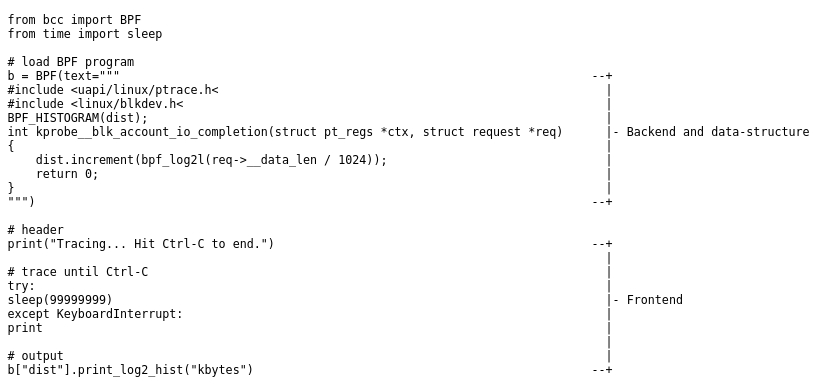 from bcc import BPF
from time import sleep

# load BPF program
b = BPF(text="""                                                                   --+
#include <uapi/linux/ptrace.h<                                                       |
#include <linux/blkdev.h<                                                            |
BPF_HISTOGRAM(dist);                                                                 |
int kprobe__blk_account_io_completion(struct pt_regs *ctx, struct request *req)      |- Backend and data-structure
{                                                                                    |
    dist.increment(bpf_log2l(req->__data_len / 1024));                               |
    return 0;                                                                        |
}                                                                                    |
""")                                                                               --+

# header
print("Tracing... Hit Ctrl-C to end.")                                             --+
                                                                                     |
# trace until Ctrl-C                                                                 |
try:                                                                                 |
sleep(99999999)                                                                      |- Frontend
except KeyboardInterrupt:                                                            |
print                                                                                |
                                                                                     |
# output                                                                             |
b["dist"].print_log2_hist("kbytes")                                                --+